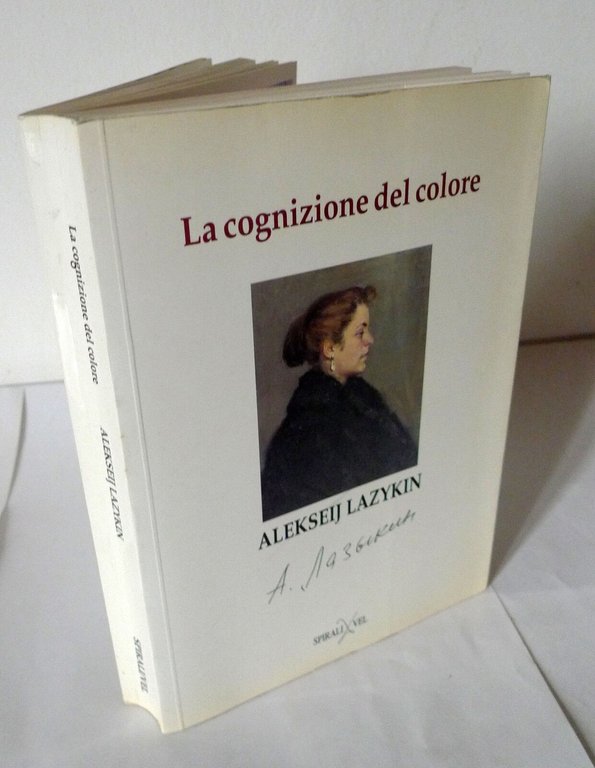 La cognizione del colore
ALEKSEIJ LAZYKIN
А. Лазыкин
SPIRALI VEL
La cognizione del colore
ALEKSEIJ LAZYKIN
SPIRALI/VEL